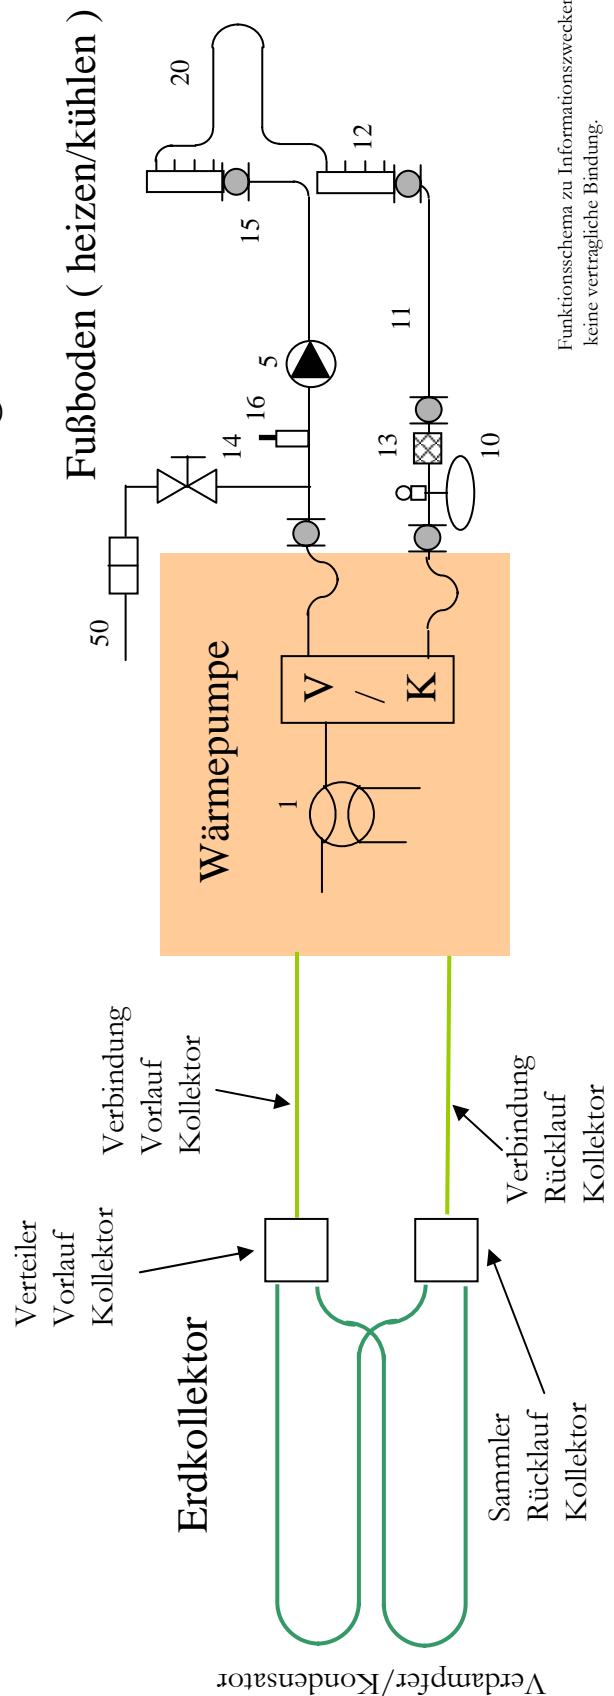 Fußboden ( heizen/kühlen )
20
15
12
5
16
14
11
13
10
50
Wärmepumpe
1
V
/
K
Verbindung
Vorlauf
Kollektor
Verbindung
Rücklauf
Kollektor
Verteiler
Vorlauf
Kollektor
Erdkollektor
Sammler
Rücklauf
Kollektor
Verdampfer/Kondensator
Funktionsschema zu Informationszwecken
keine vertragliche Bindung.